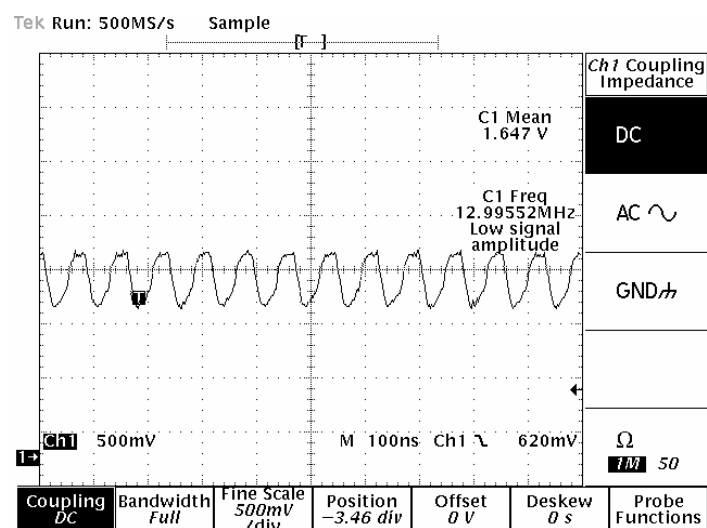 Tek Run: 500MS/s Sample
[T ]
Ch1 Coupling
Impedance
C1 Mean
1.647 V
DC
C1 Freq
12.99552MHz
Low signal
amplitude
AC
GND
T
Ch1 500mV M 100ns Ch1 620mV
1
Ω
1M 50
Coupling
DC
Bandwidth
Full
Fine Scale
500mV
/div
Position
−3.46 div
Offset
0 V
Deskew
0 s
Probe
Functions